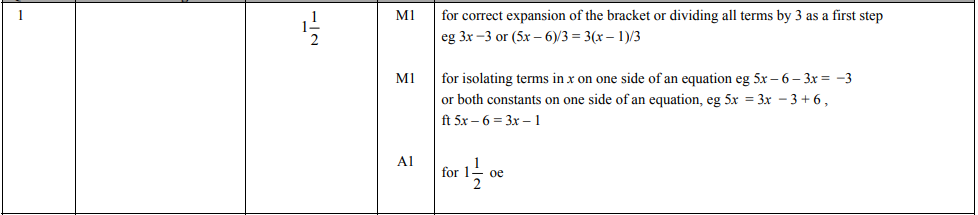 1
1 1/2
M1 for correct expansion of the bracket or dividing all terms by 3 as a first step
eg 3x –3 or (5x – 6)/3 = 3(x – 1)/3
M1 for isolating terms in x on one side of an equation eg 5x – 6 – 3x = –3
or both constants on one side of an equation, eg 5x = 3x – 3 + 6 ,
ft 5x – 6 = 3x – 1
A1 for 1 1/2 oe